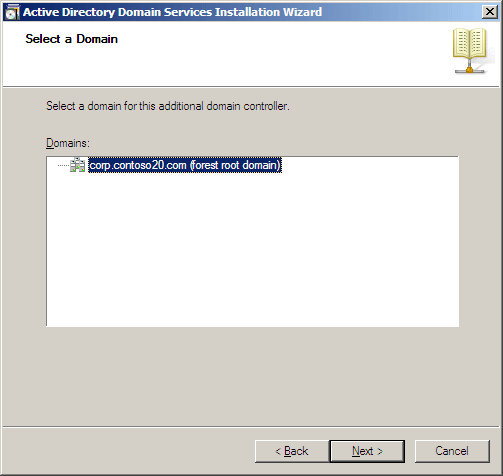 Active Directory Domain Services Installation Wizard
Select a Domain
Select a domain for this additional domain controller.
Domains:
corp.contoso20.com (forest root domain)
< Back
Next >
Cancel